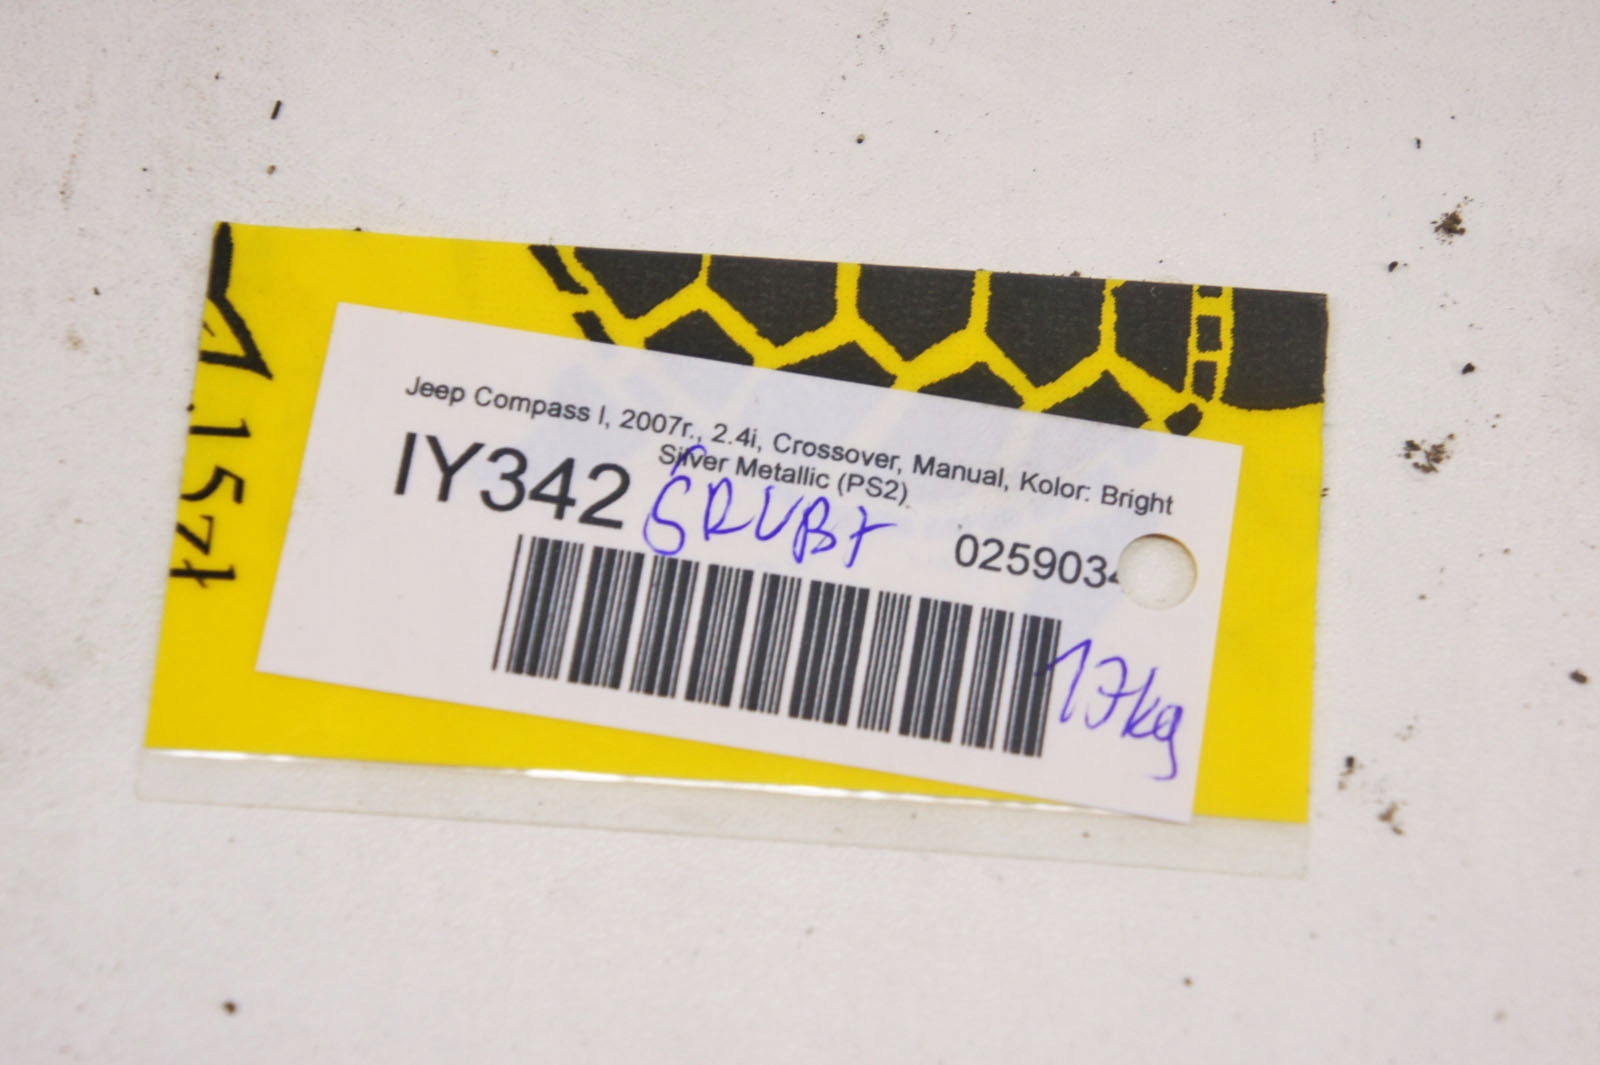 Jeep Compass I, 2007r., 2.4i, Crossover, Manual, Kolor: Bright
Silver Metallic (PS2)
IY342 ŚRUBY 025903
17kg